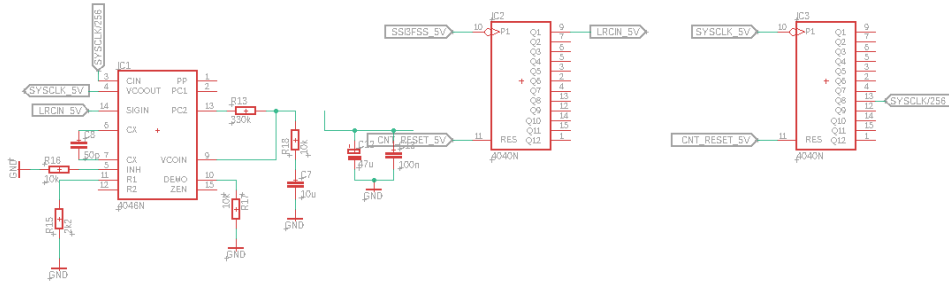 SYSCLK/256
IC1
3
CIN
PP
1
4
VCOOUT
PC1
2
SYSCLK_5V
14
SIGIN
PC2
13
LRCIN_5V
6
CX
C6
50p
7
CX
VCOIN
9
5
INH
11
R1
DEMO
10
12
R2
ZEN
15
4046N
GND
R16
10k
R15
2k2
GND
R13
330k
R18
10k
C7
10u
GND
10k
R17
GND
47u
100n
GND
IC2
SSI3FSS_5V
10
P1
Q1
9
LRCIN_5V
Q2
7
Q3
6
Q4
5
Q5
3
Q6
2
Q7
4
Q8
13
Q9
12
Q10
14
Q11
15
Q12
1
CNT_RESET_5V
11
RES
4040N
IC3
SYSCLK_5V
10
P1
Q1
9
Q2
7
Q3
6
Q4
5
Q5
3
Q6
2
Q7
4
Q8
13
SYSCLK/256
Q9
12
Q10
14
Q11
15
Q12
1
CNT_RESET_5V
11
RES
4040N